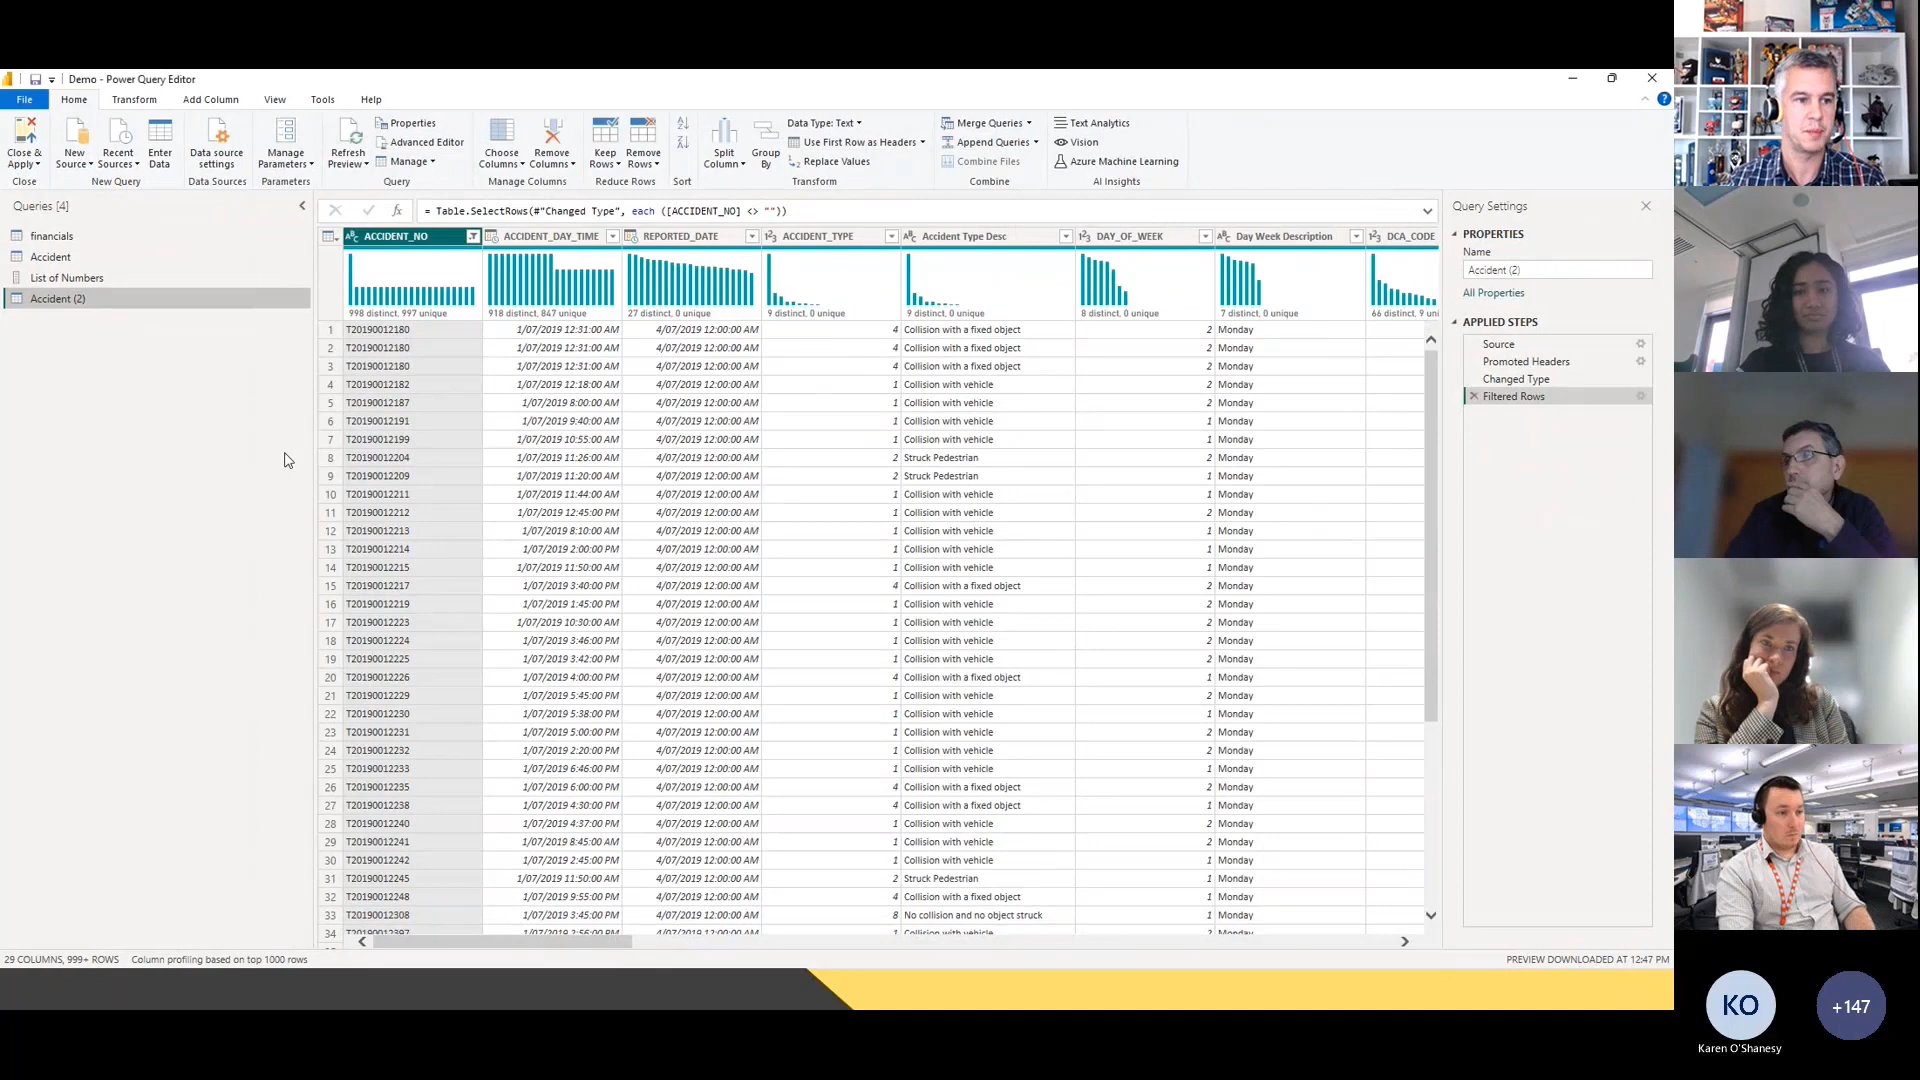 Demo - Power Query Editor
File Home Transform Add Column View Tools Help
Close & Apply
New Source
Recent Sources
Enter Data
Data source settings
Manage Parameters
Refresh Preview
Properties
Advanced Editor
Manage
Choose Columns
Remove Columns
Keep Rows
Remove Rows
Split Column
Group By
Data Type: Text
Use First Row as Headers
Replace Values
Merge Queries
Append Queries
Combine Files
Text Analytics
Vision
Azure Machine Learning
Close New Query Data Sources Parameters Query Manage Columns Reduce Rows Sort Transform Combine AI Insights
Queries [4]
financials
Accident
List of Numbers
Accident (2)
= Table.SelectRows(#"Changed Type", each ([ACCIDENT_NO] <> ""))
ACCIDENT_NO ACCIDENT_DAY_TIME REPORTED_DATE ACCIDENT_TYPE Accident Type Desc DAY_OF_WEEK Day Week Description DCA_CODE
998 distinct, 997 unique 918 distinct, 847 unique 27 distinct, 0 unique 9 distinct, 0 unique 9 distinct, 0 unique 8 distinct, 0 unique 7 distinct, 0 unique 66 distinct, 9 uni
1 T20190012180 1/07/2019 12:31:00 AM 4/07/2019 12:00:00 AM 4 Collision with a fixed object 2 Monday
2 T20190012180 1/07/2019 12:31:00 AM 4/07/2019 12:00:00 AM 4 Collision with a fixed object 2 Monday
3 T20190012180 1/07/2019 12:31:00 AM 4/07/2019 12:00:00 AM 4 Collision with a fixed object 2 Monday
4 T20190012182 1/07/2019 12:18:00 AM 4/07/2019 12:00:00 AM 1 Collision with vehicle 2 Monday
5 T20190012187 1/07/2019 8:00:00 AM 4/07/2019 12:00:00 AM 1 Collision with vehicle 2 Monday
6 T20190012191 1/07/2019 9:40:00 AM 4/07/2019 12:00:00 AM 1 Collision with vehicle 1 Monday
7 T20190012199 1/07/2019 10:55:00 AM 4/07/2019 12:00:00 AM 1 Collision with vehicle 1 Monday
8 T20190012204 1/07/2019 11:26:00 AM 4/07/2019 12:00:00 AM 2 Struck Pedestrian 2 Monday
9 T20190012209 1/07/2019 11:20:00 AM 4/07/2019 12:00:00 AM 2 Struck Pedestrian 1 Monday
10 T20190012211 1/07/2019 11:44:00 AM 4/07/2019 12:00:00 AM 1 Collision with vehicle 1 Monday
11 T20190012212 1/07/2019 12:45:00 PM 4/07/2019 12:00:00 AM 1 Collision with vehicle 2 Monday
12 T20190012213 1/07/2019 8:10:00 AM 4/07/2019 12:00:00 AM 1 Collision with vehicle 1 Monday
13 T20190012214 1/07/2019 2:00:00 PM 4/07/2019 12:00:00 AM 1 Collision with vehicle 1 Monday
14 T20190012215 1/07/2019 11:50:00 AM 4/07/2019 12:00:00 AM 1 Collision with vehicle 1 Monday
15 T20190012217 1/07/2019 3:40:00 PM 4/07/2019 12:00:00 AM 4 Collision with a fixed object 2 Monday
16 T20190012219 1/07/2019 1:45:00 PM 4/07/2019 12:00:00 AM 1 Collision with vehicle 2 Monday
17 T20190012223 1/07/2019 10:30:00 AM 4/07/2019 12:00:00 AM 1 Collision with vehicle 2 Monday
18 T20190012224 1/07/2019 3:46:00 PM 4/07/2019 12:00:00 AM 1 Collision with vehicle 1 Monday
19 T20190012225 1/07/2019 3:42:00 PM 4/07/2019 12:00:00 AM 1 Collision with vehicle 2 Monday
20 T20190012226 1/07/2019 4:00:00 PM 4/07/2019 12:00:00 AM 4 Collision with a fixed object 1 Monday
21 T20190012229 1/07/2019 5:45:00 PM 4/07/2019 12:00:00 AM 1 Collision with vehicle 2 Monday
22 T20190012230 1/07/2019 5:38:00 PM 4/07/2019 12:00:00 AM 1 Collision with vehicle 1 Monday
23 T20190012231 1/07/2019 5:00:00 PM 4/07/2019 12:00:00 AM 1 Collision with vehicle 2 Monday
24 T20190012232 1/07/2019 2:20:00 PM 4/07/2019 12:00:00 AM 1 Collision with vehicle 2 Monday
25 T20190012233 1/07/2019 6:46:00 PM 4/07/2019 12:00:00 AM 1 Collision with vehicle 1 Monday
26 T20190012235 1/07/2019 6:00:00 PM 4/07/2019 12:00:00 AM 4 Collision with a fixed object 2 Monday
27 T20190012238 1/07/2019 4:30:00 PM 4/07/2019 12:00:00 AM 4 Collision with a fixed object 1 Monday
28 T20190012240 1/07/2019 4:37:00 PM 4/07/2019 12:00:00 AM 1 Collision with vehicle 1 Monday
29 T20190012241 1/07/2019 8:45:00 AM 4/07/2019 12:00:00 AM 1 Collision with vehicle 2 Monday
30 T20190012242 1/07/2019 2:45:00 PM 4/07/2019 12:00:00 AM 1 Collision with vehicle 1 Monday
31 T20190012245 1/07/2019 11:50:00 AM 4/07/2019 12:00:00 AM 2 Struck Pedestrian 1 Monday
32 T20190012248 1/07/2019 9:55:00 PM 4/07/2019 12:00:00 AM 4 Collision with a fixed object 1 Monday
33 T20190012308 1/07/2019 3:45:00 PM 4/07/2019 12:00:00 AM 8 No collision and no object struck 1 Monday
34 T20190012397 1/07/2019 2:56:00 PM 4/07/2019 12:00:00 AM 1 Collision with vehicle 2 Monday
Query Settings
PROPERTIES
Name
Accident (2)
All Properties
APPLIED STEPS
Source
Promoted Headers
Changed Type
Filtered Rows
29 COLUMNS, 999+ ROWS Column profiling based on top 1000 rows PREVIEW DOWNLOADED AT 12:47 PM
KO
+147
Karen O'Shanesy